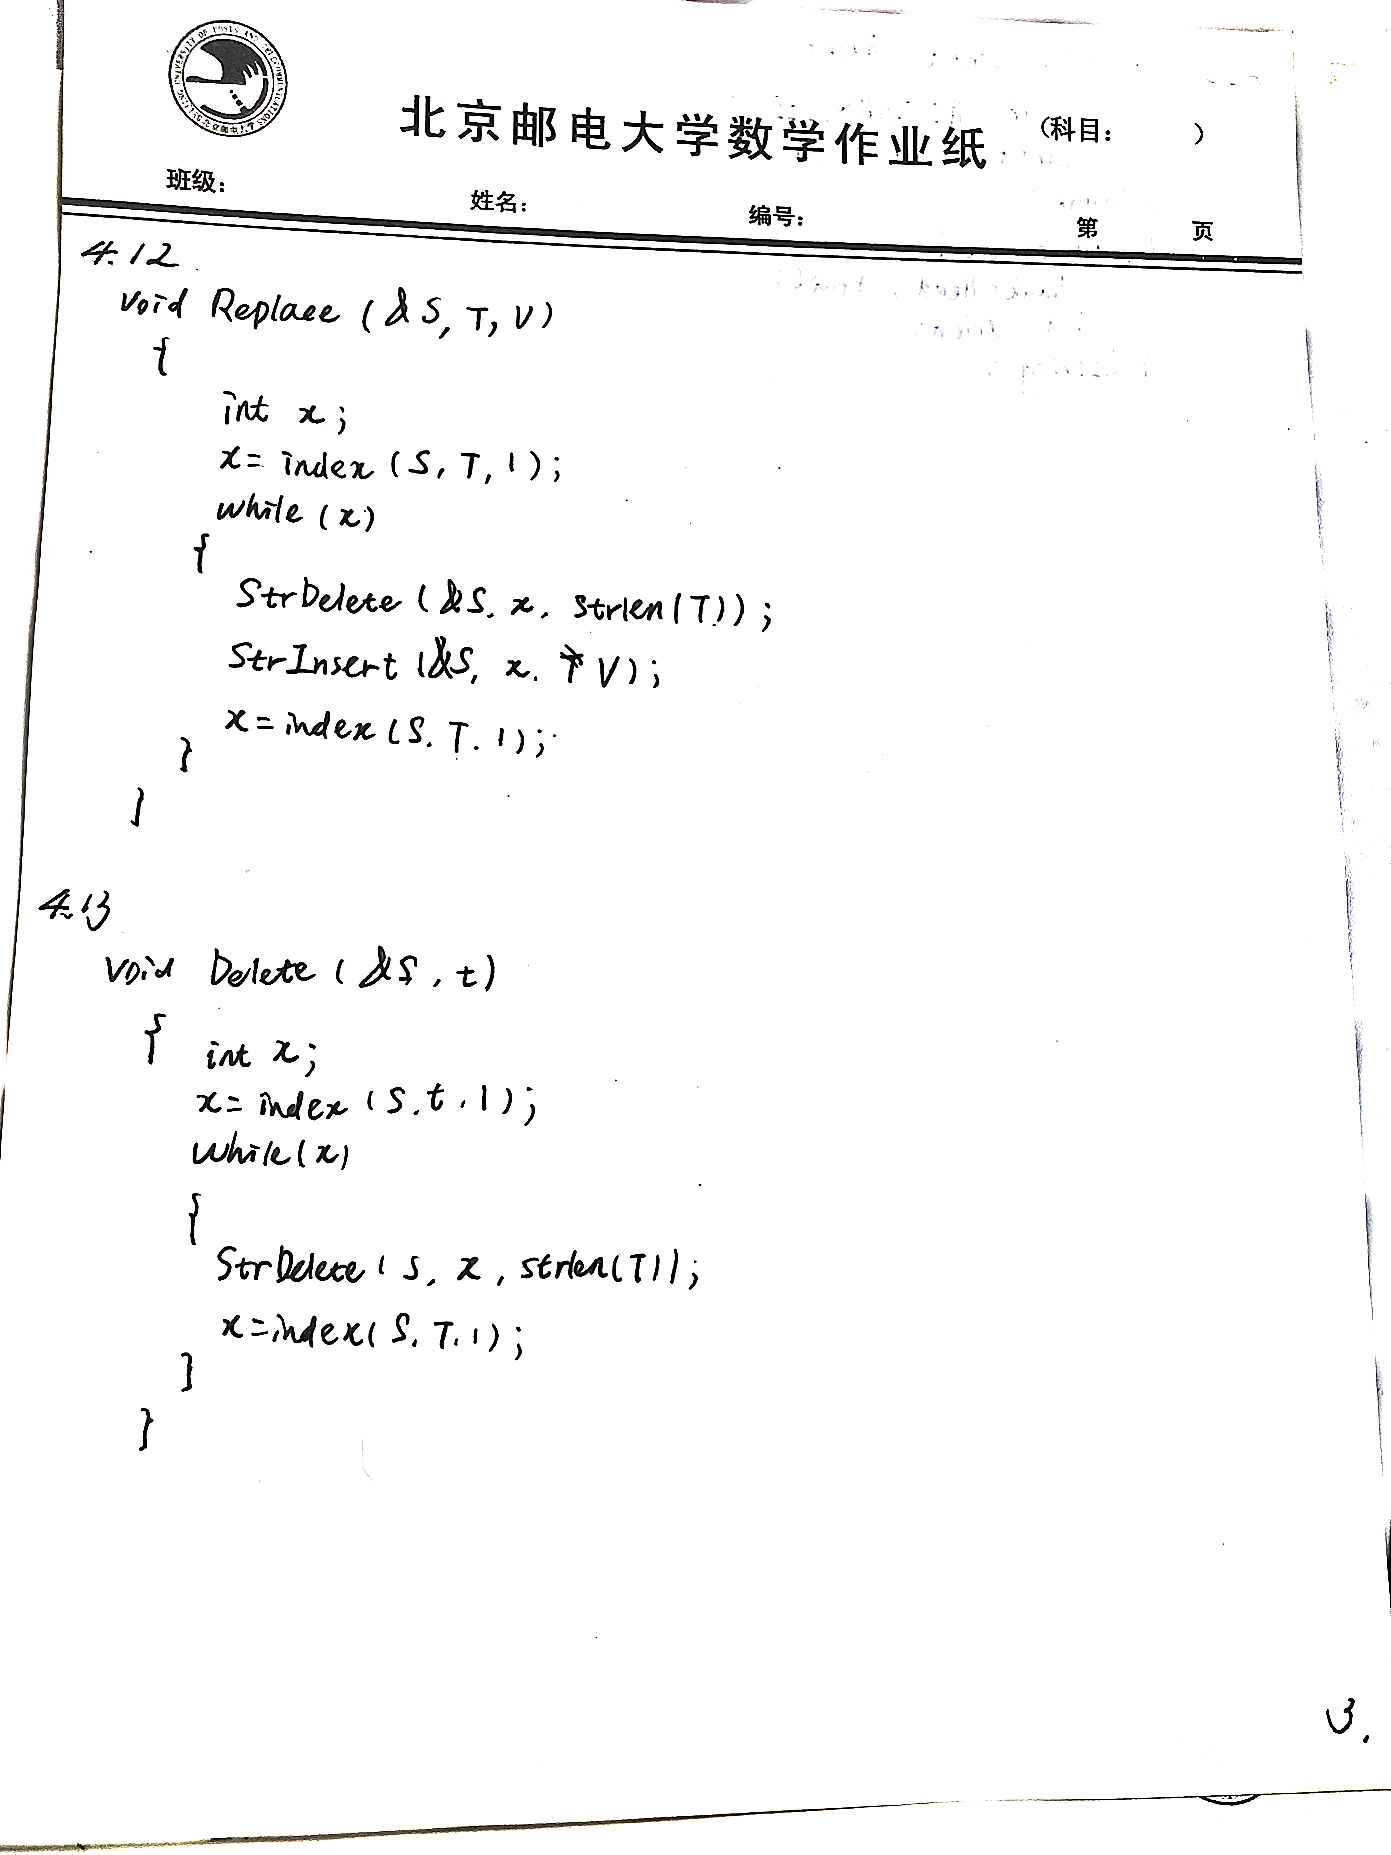 北京邮电大学数学作业纸 (科目: )
班级: 姓名: 编号: 第 页
4.12
void Replace (&S, T, V)
{
int x;
x= index (S, T, 1);
while (x)
{
StrDelete (&S, x, strlen(T));
StrInsert (&S, x, V);
x=index (S, T, 1);
}
}
4.13
void Delete (&S, t)
{ int x;
x= index (S, t, 1);
while(x)
{
StrDelete (S, x, strlen(T));
x=index( S, T, 1);
}
}
3.